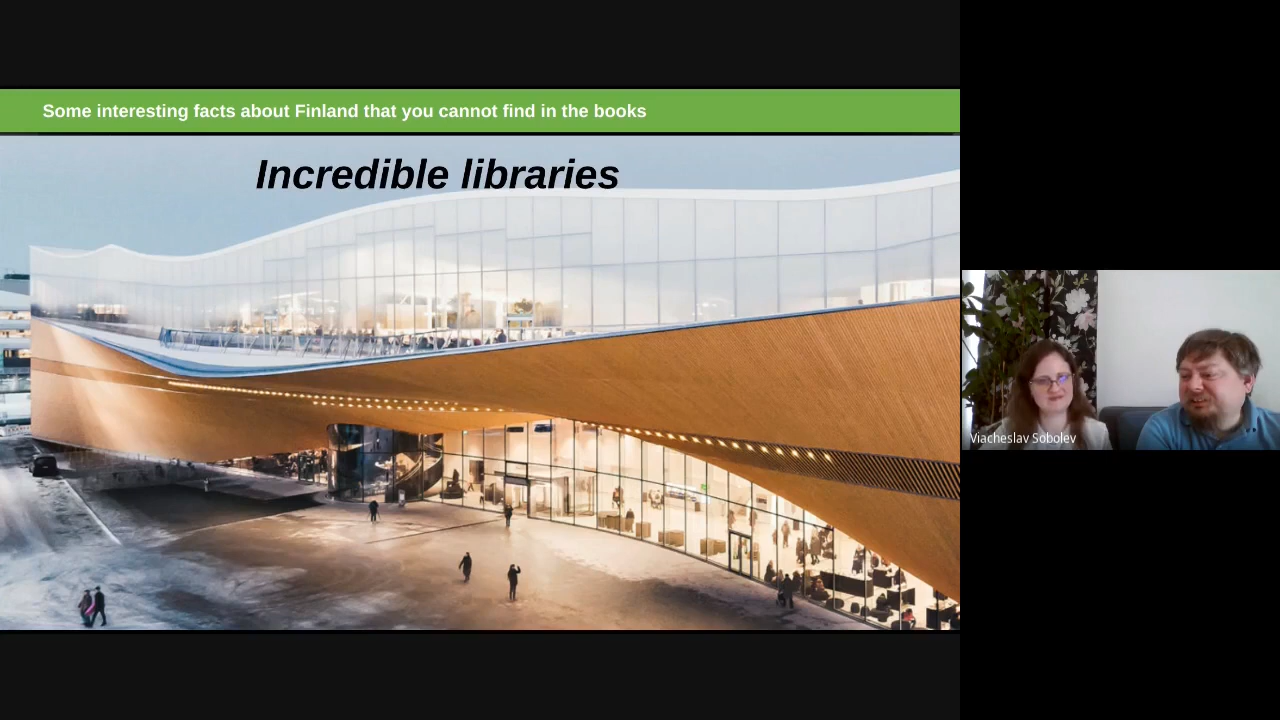 Some interesting facts about Finland that you cannot find in the books
Incredible libraries
Viacheslav Sobolev